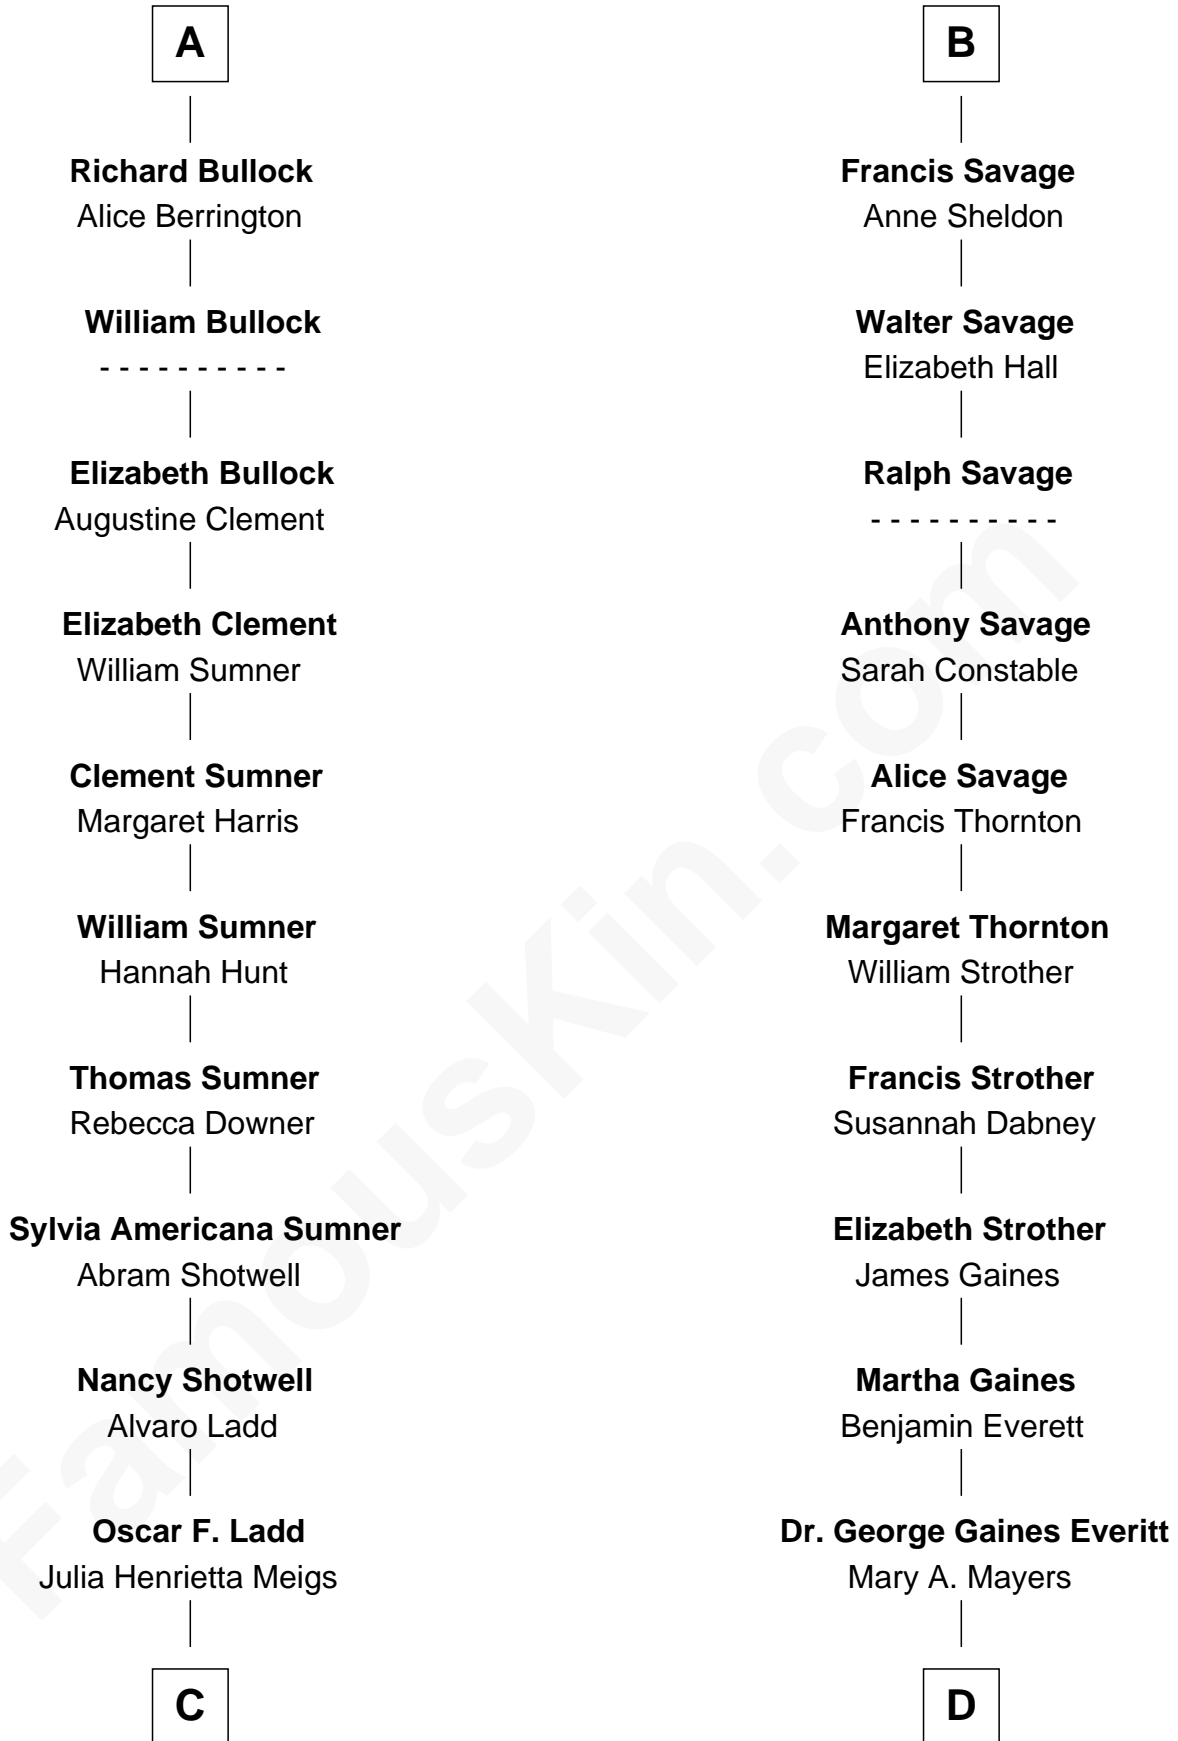 A
Richard Bullock
Alice Berrington
William Bullock
- - - - - - - - - -
Elizabeth Bullock
Augustine Clement
Elizabeth Clement
William Sumner
Clement Sumner
Margaret Harris
William Sumner
Hannah Hunt
Thomas Sumner
Rebecca Downer
Sylvia Americana Sumner
Abram Shotwell
Nancy Shotwell
Alvaro Ladd
Oscar F. Ladd
Julia Henrietta Meigs
C
B
Francis Savage
Anne Sheldon
Walter Savage
Elizabeth Hall
Ralph Savage
- - - - - - - - - -
Anthony Savage
Sarah Constable
Alice Savage
Francis Thornton
Margaret Thornton
William Strother
Francis Strother
Susannah Dabney
Elizabeth Strother
James Gaines
Martha Gaines
Benjamin Everett
Dr. George Gaines Everitt
Mary A. Mayers
D
FamousKin.com